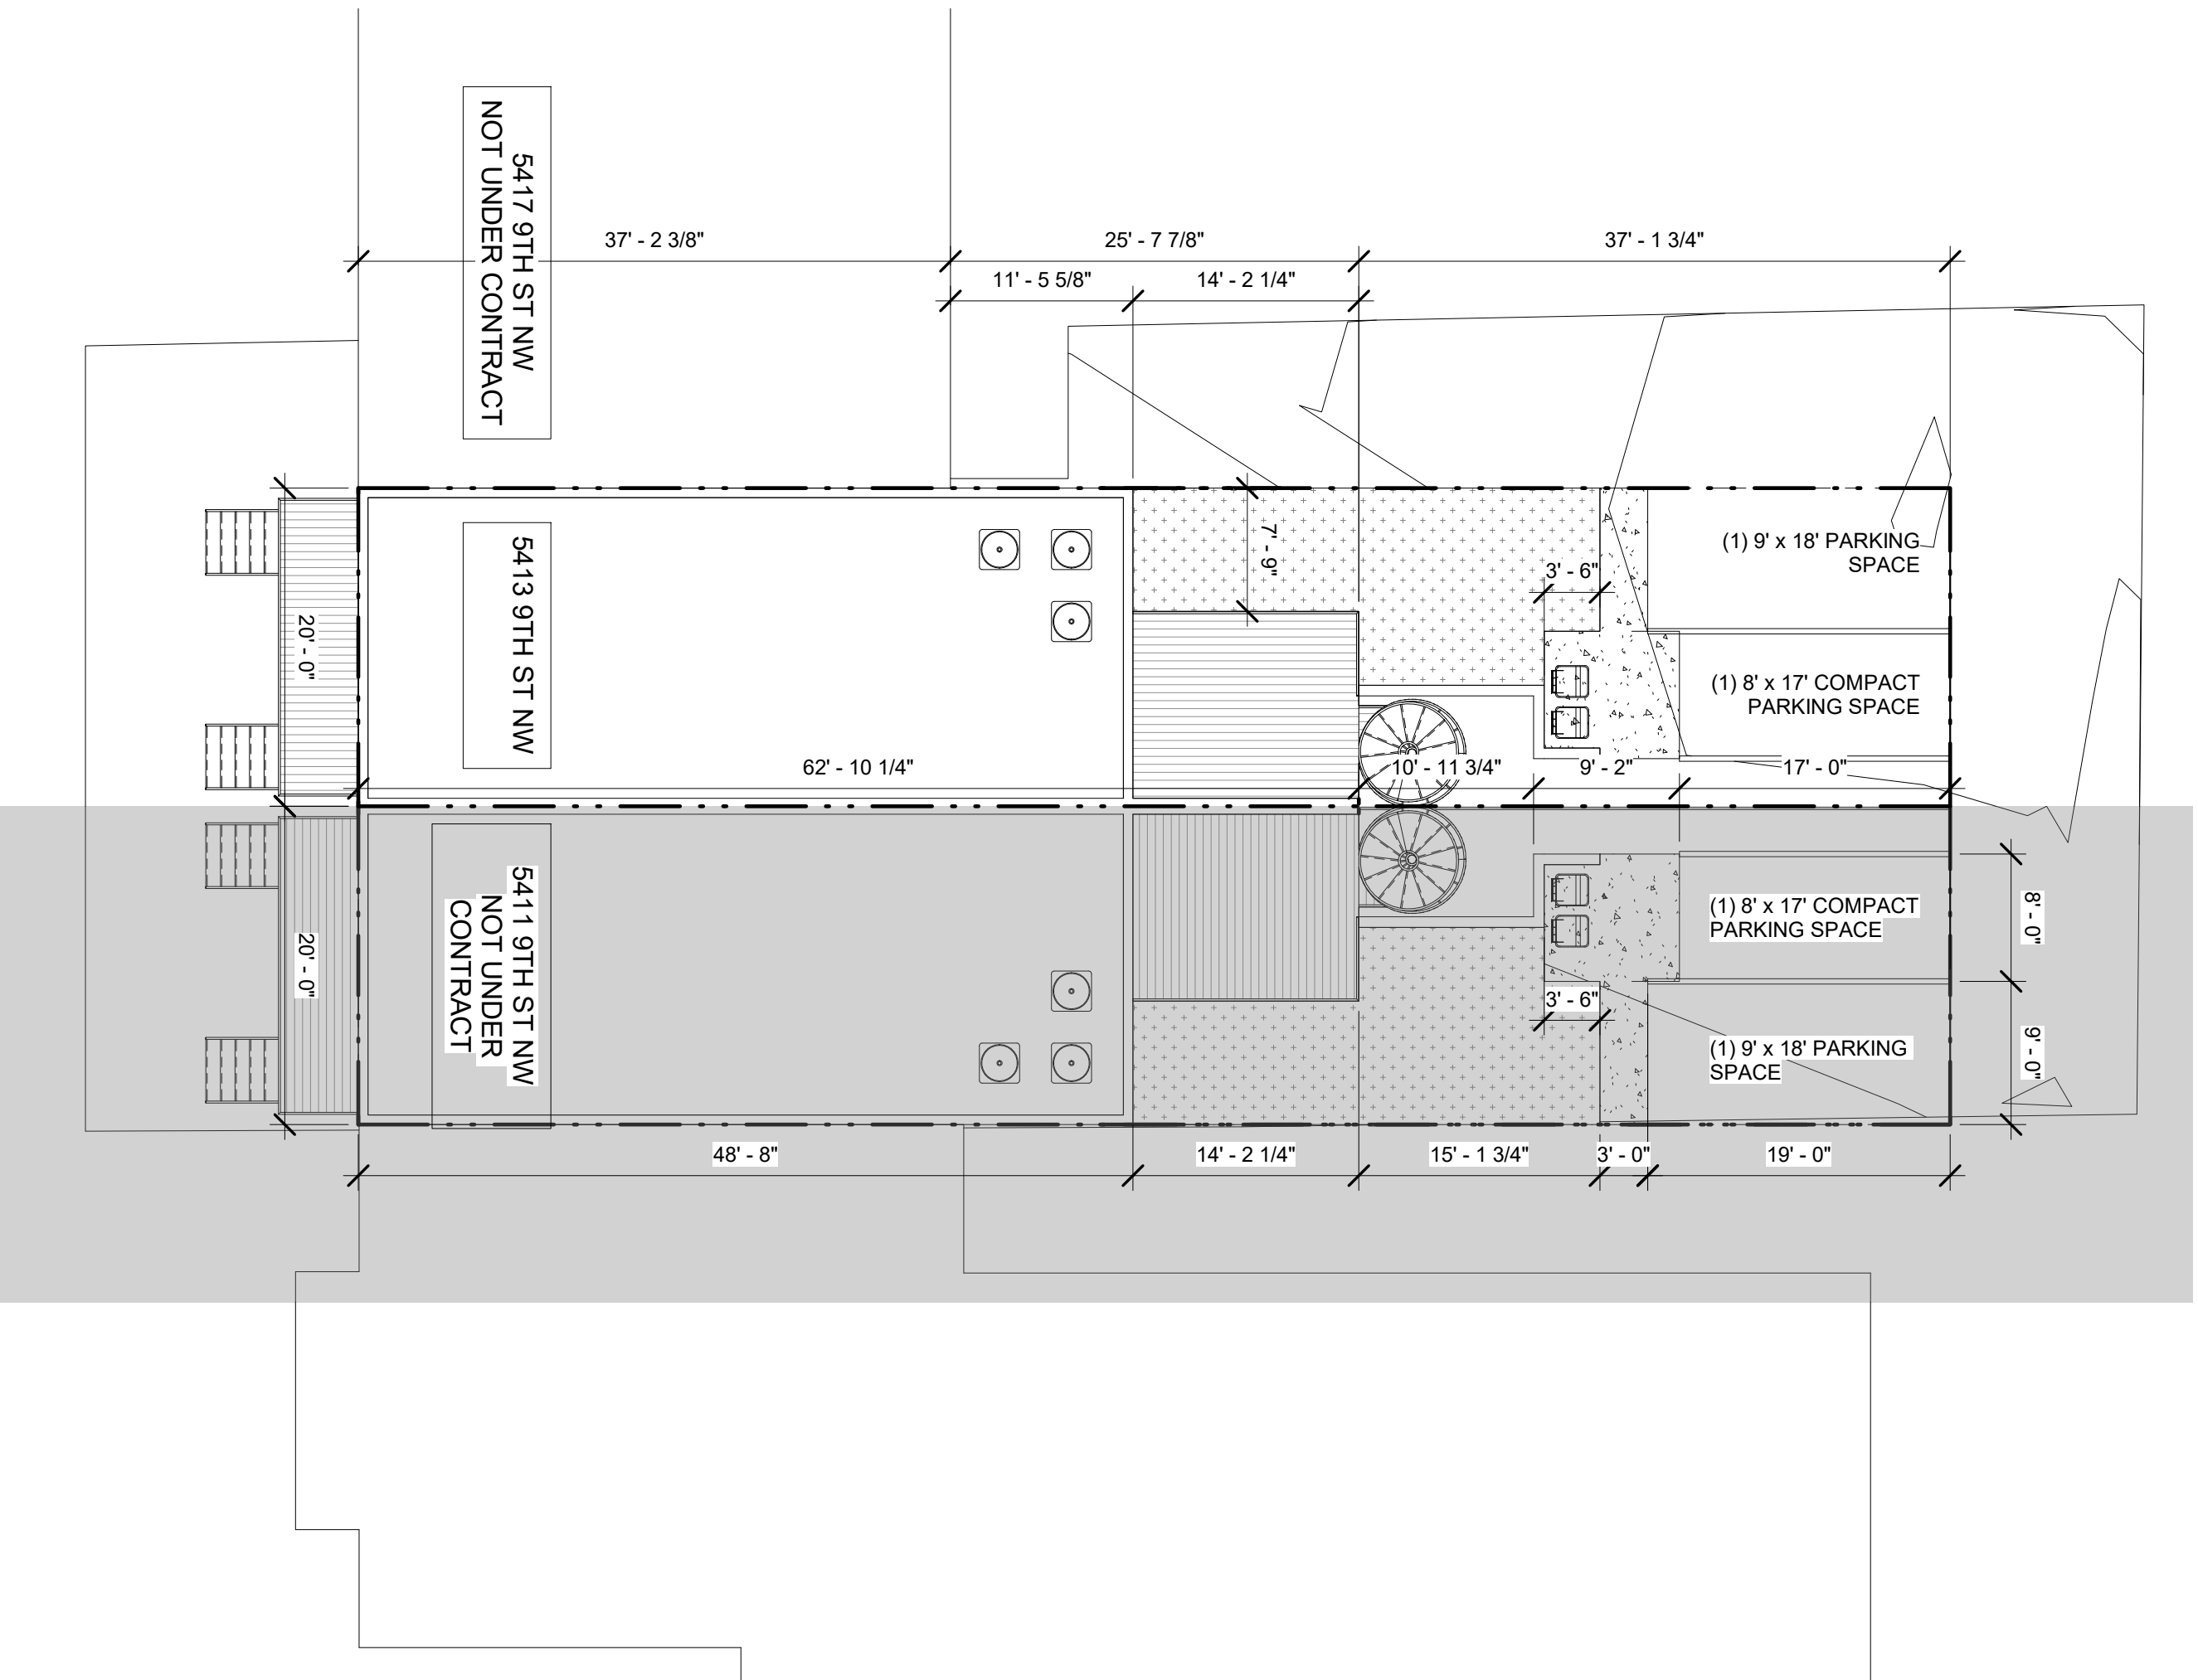 5417 9TH ST NW
NOT UNDER CONTRACT
37' - 2 3/8"
25' - 7 7/8"
37' - 1 3/4"
11' - 5 5/8"
14' - 2 1/4"
7' - 9"
(1) 9' x 18' PARKING
SPACE
3' - 6"
5413 9TH ST NW
20' - 0"
(1) 8' x 17' COMPACT
PARKING SPACE
62' - 10 1/4"
10' - 11 3/4"
9' - 2"
17' - 0"
5411 9TH ST NW
NOT UNDER
CONTRACT
20' - 0"
(1) 8' x 17' COMPACT
PARKING SPACE
8' - 0"
3' - 6"
(1) 9' x 18' PARKING
SPACE
9' - 0"
48' - 8"
14' - 2 1/4"
15' - 1 3/4"
3' - 0"
19' - 0"